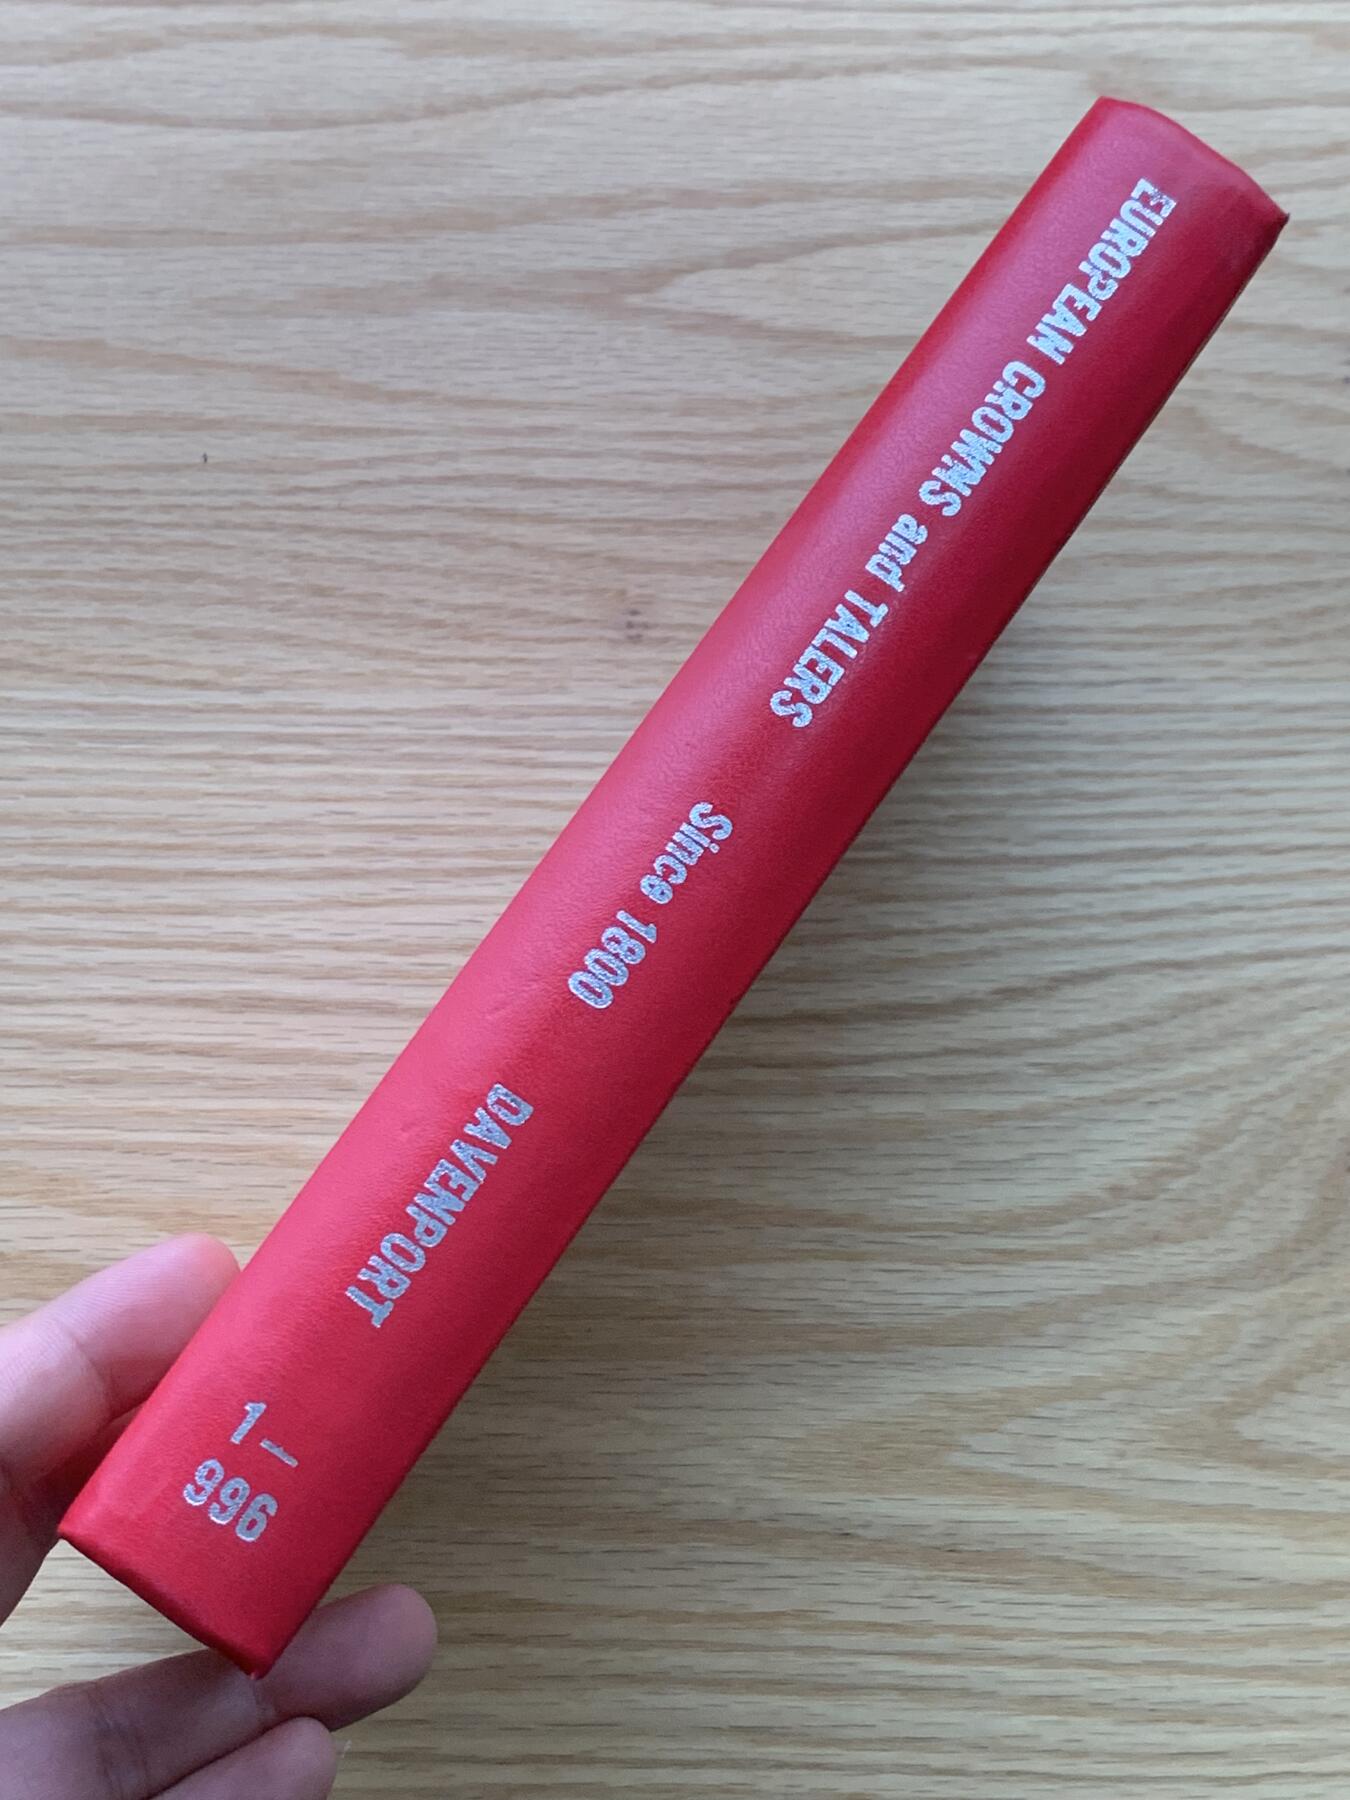 EUROPEAN CROWNS and TALERS
Since 1800
DAVENPORT
1—
996